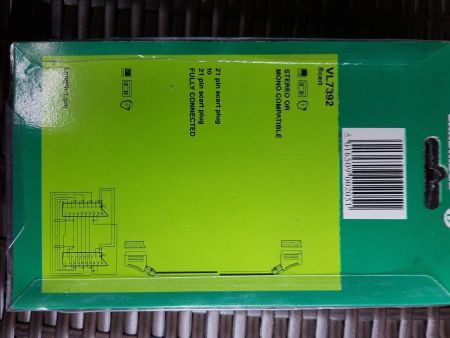 VL7392
Scart
STEREO OR
MONO COMPATIBLE
21 pin scart plug
to
21 pin scart plug
FULLY CONNECTED